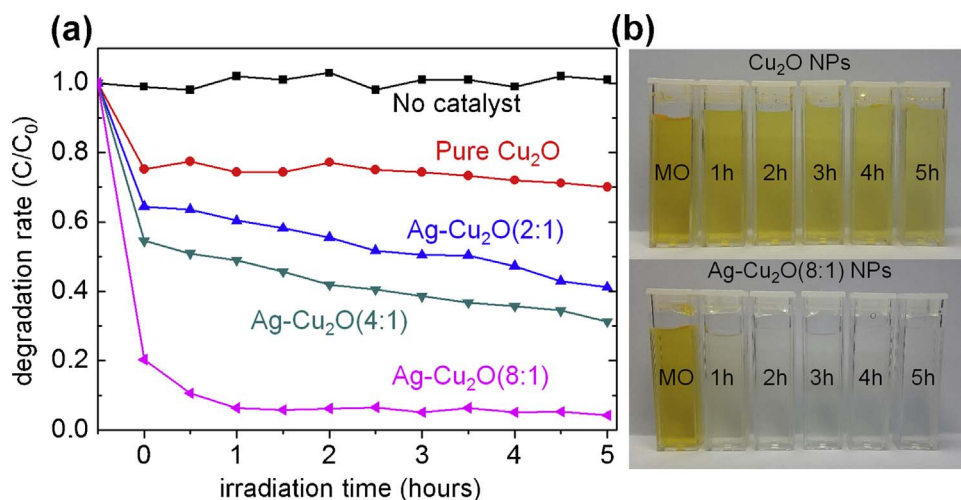 (a)
degradation rate (C/C₀)
1.0
0.8
0.6
0.4
0.2
0.0
No catalyst
Pure Cu₂O
Ag-Cu₂O(2:1)
Ag-Cu₂O(4:1)
Ag-Cu₂O(8:1)
0 1 2 3 4 5
irradiation time (hours)
(b)
Cu₂O NPs
MO 1h 2h 3h 4h 5h
Ag-Cu₂O(8:1) NPs
MO 1h 2h 3h 4h 5h